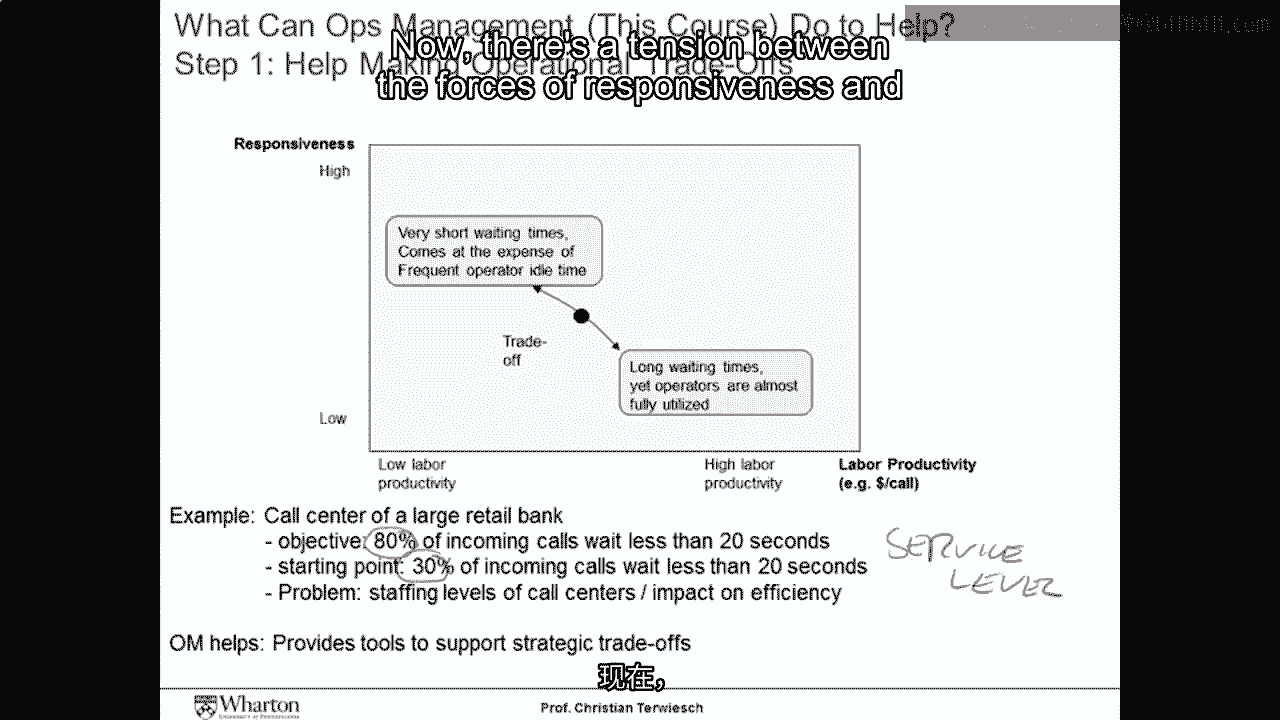 What Can Ops Management (This Course) Do to Help?
Step 1: Help Making Operational Trade-Offs
Now, there's a tension between
the forces of responsiveness and
Responsiveness
High
Very short waiting times,
Comes at the expense of
Frequent operator idle time
Trade-
off
Long waiting times,
yet operators are almost
fully utilized
Low
Low labor
productivity
High labor
productivity
Labor Productivity
(e.g. $/call)
Example: Call center of a large retail bank
- objective: 80% of incoming calls wait less than 20 seconds
- starting point: 30% of incoming calls wait less than 20 seconds
- Problem: staffing levels of call centers / impact on efficiency
SERVICE
LEVEL
OM helps: Provides tools to support strategic trade-offs
现在，
Wharton
UNIVERSITY of PENNSYLVANIA
Prof. Christian Terwiesch